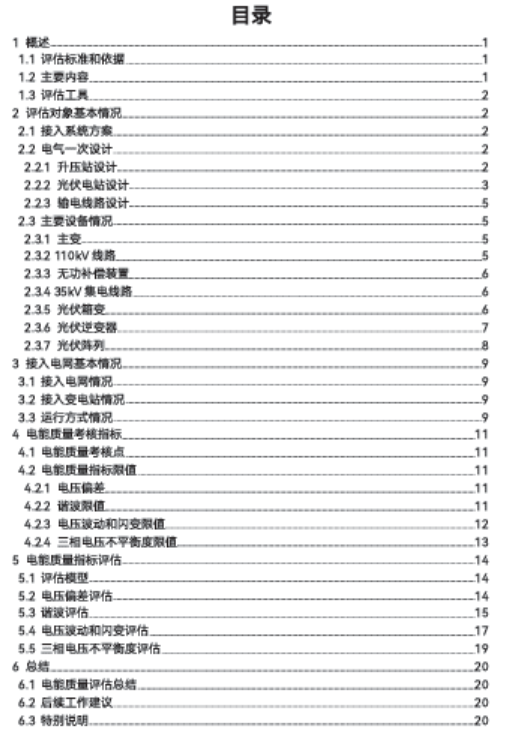 目录
1 概述 1
1.1 评估标准和依据 1
1.2 主要内容 1
1.3 评估工具 2
2 评估对象基本情况 2
2.1 接入系统方案 2
2.2 电气一次设计 2
2.2.1 升压站设计 2
2.2.2 光伏电站设计 3
2.2.3 输电线路设计 5
2.3 主要设备情况 5
2.3.1 主变 5
2.3.2 110kV 线路 5
2.3.3 无功补偿装置 6
2.3.4 35kV 集电线路 6
2.3.5 光伏箱变 6
2.3.6 光伏逆变器 7
2.3.7 光伏阵列 8
3 接入电网基本情况 9
3.1 接入电网情况 9
3.2 接入变电站情况 9
3.3 运行方式情况 9
4 电能质量考核指标 11
4.1 电能质量考核点 11
4.2 电能质量指标限值 11
4.2.1 电压偏差 11
4.2.2 谐波限值 11
4.2.3 电压波动和闪变限值 12
4.2.4 三相电压不平衡度限值 13
5 电能质量指标评估 14
5.1 评估模型 14
5.2 电压偏差评估 14
5.3 谐波评估 15
5.4 电压波动和闪变评估 17
5.5 三相电压不平衡度评估 19
6 总结 20
6.1 电能质量评估总结 20
6.2 后续工作建议 20
6.3 特别说明 20